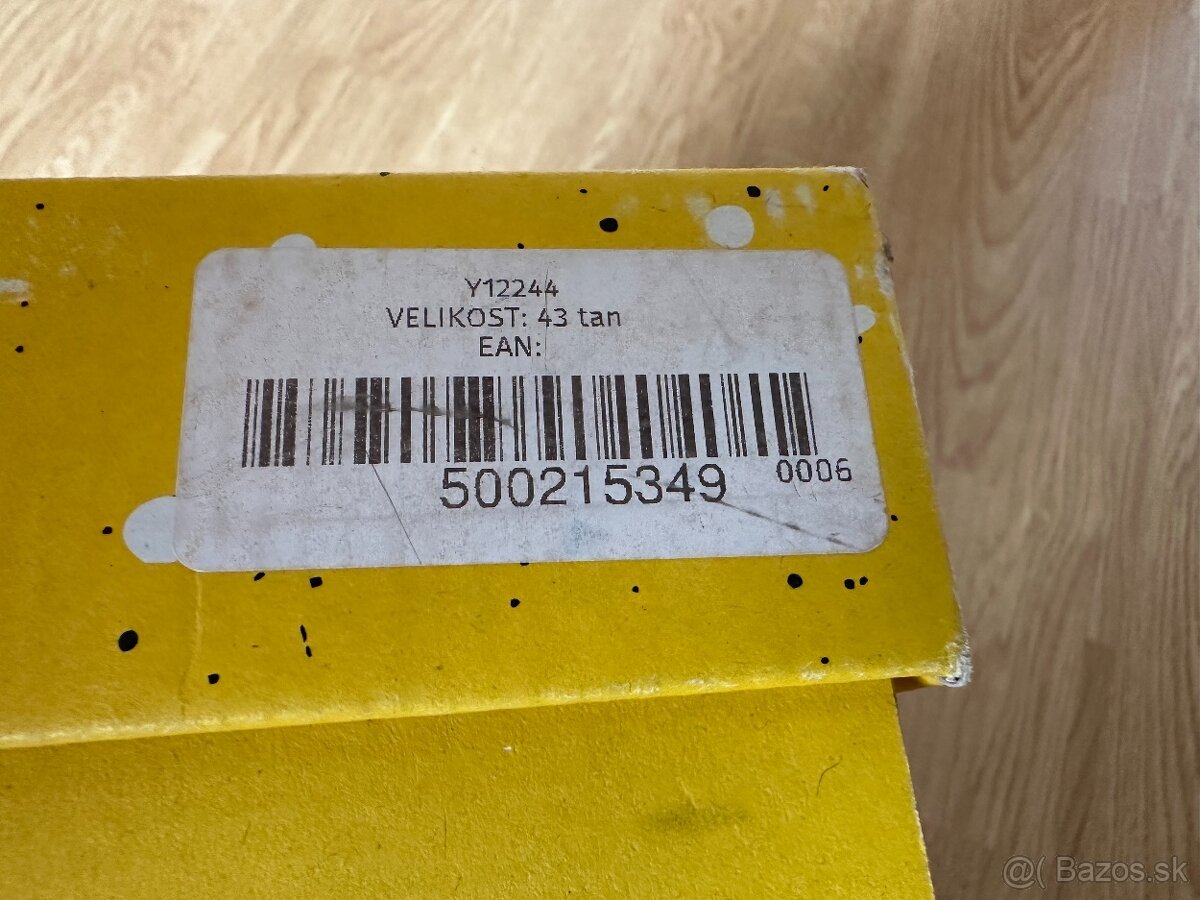 Y12244
VELIKOST: 43 tan
EAN:
500215349
0006
@( Bazos.sk